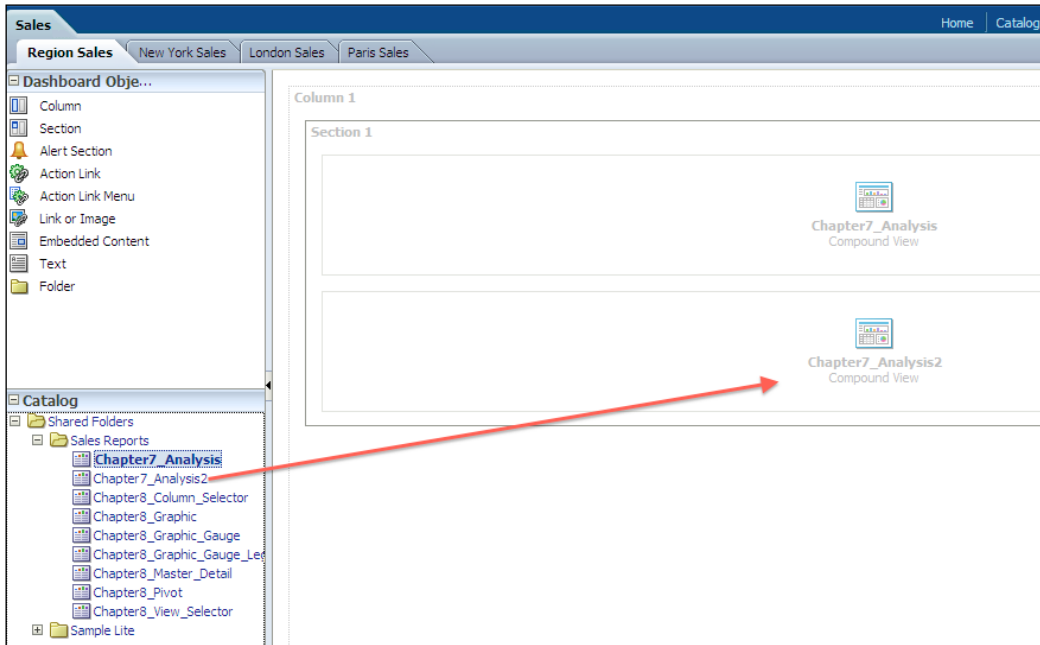 Sales
Home
Catalog
Region Sales
New York Sales
London Sales
Paris Sales
Dashboard Obje...
Column
Section
Alert Section
Action Link
Action Link Menu
Link or Image
Embedded Content
Text
Folder
Catalog
Shared Folders
Sales Reports
Chapter7_Analysis
Chapter7_Analysis2
Chapter8_Column_Selector
Chapter8_Graphic
Chapter8_Graphic_Gauge
Chapter8_Graphic_Gauge_Led
Chapter8_Master_Detail
Chapter8_Pivot
Chapter8_View_Selector
Sample Lite
Column 1
Section 1
Chapter7_Analysis
Compound View
Chapter7_Analysis2
Compound View